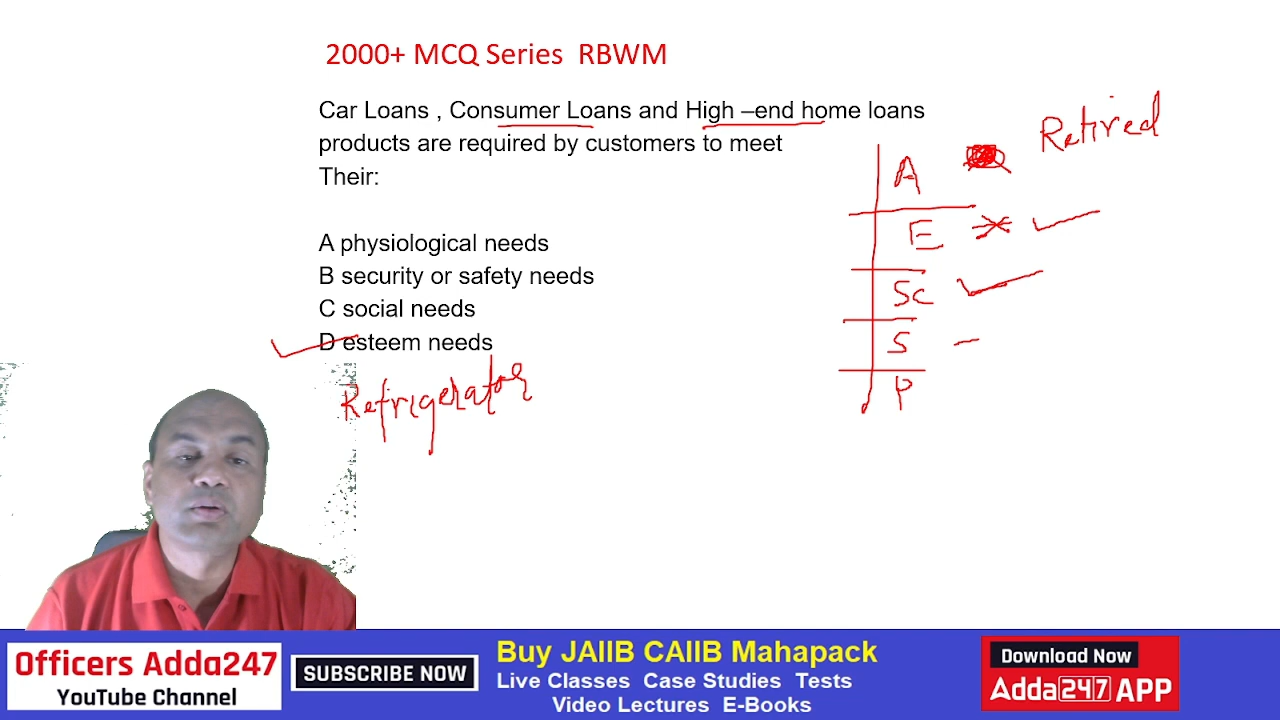 2000+ MCQ Series RBWM
Car Loans , Consumer Loans and High –end home loans
products are required by customers to meet
Their:
A physiological needs
B security or safety needs
C social needs
D esteem needs
Refrigerator
Retired
A
E
Sc
S
P
Officers Adda247
YouTube Channel
SUBSCRIBE NOW
Buy JAIIB CAIIB Mahapack
Live Classes Case Studies Tests
Video Lectures E-Books
Download Now
Adda247 APP